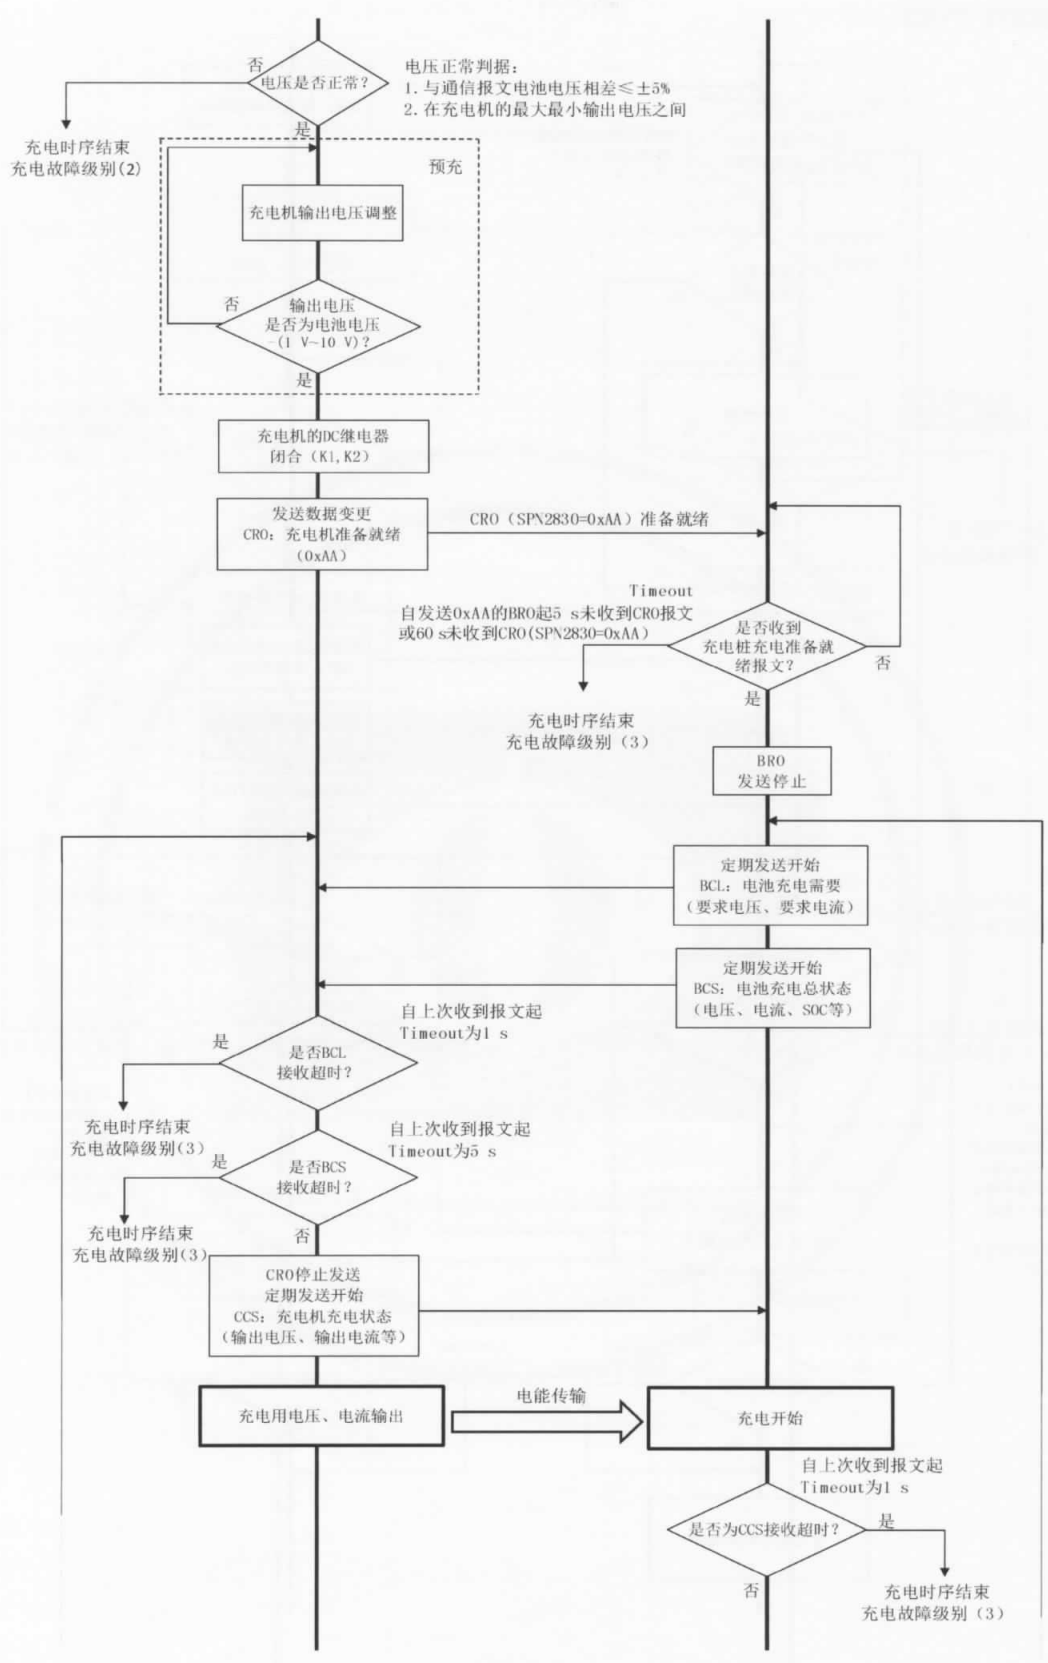 否
电压是否正常？
电压正常判据：
1. 与通信报文电池电压相差≤±5%
2. 在充电机的最大最小输出电压之间
是
充电时序结束
充电故障级别(2)
预充
充电机输出电压调整
否
输出电压
是否为电池电压
-(1 V~10 V)？
是
充电机的DC继电器
闭合（K1,K2）
发送数据变更
CRO：充电机准备就绪
(0xAA)
CRO（SPN2830=0xAA）准备就绪
Timeout
自发送0xAA的BRO起5 s未收到CRO报文
或60 s未收到CRO(SPN2830=0xAA)
是否收到
充电桩充电准备就
绪报文？
否
是
充电时序结束
充电故障级别（3）
BRO
发送停止
定期发送开始
BCL：电池充电需要
（要求电压、要求电流）
定期发送开始
BCS：电池充电总状态
（电压、电流、SOC等）
自上次收到报文起
Timeout为1 s
是
是否BCL
接收超时？
充电时序结束
充电故障级别(3)
自上次收到报文起
Timeout为5 s
是
是否BCS
接收超时？
充电时序结束
充电故障级别(3)
否
CRO停止发送
定期发送开始
CCS：充电机充电状态
（输出电压、输出电流等）
充电用电压、电流输出
电能传输
充电开始
自上次收到报文起
Timeout为1 s
是否为CCS接收超时？
是
否
充电时序结束
充电故障级别（3）